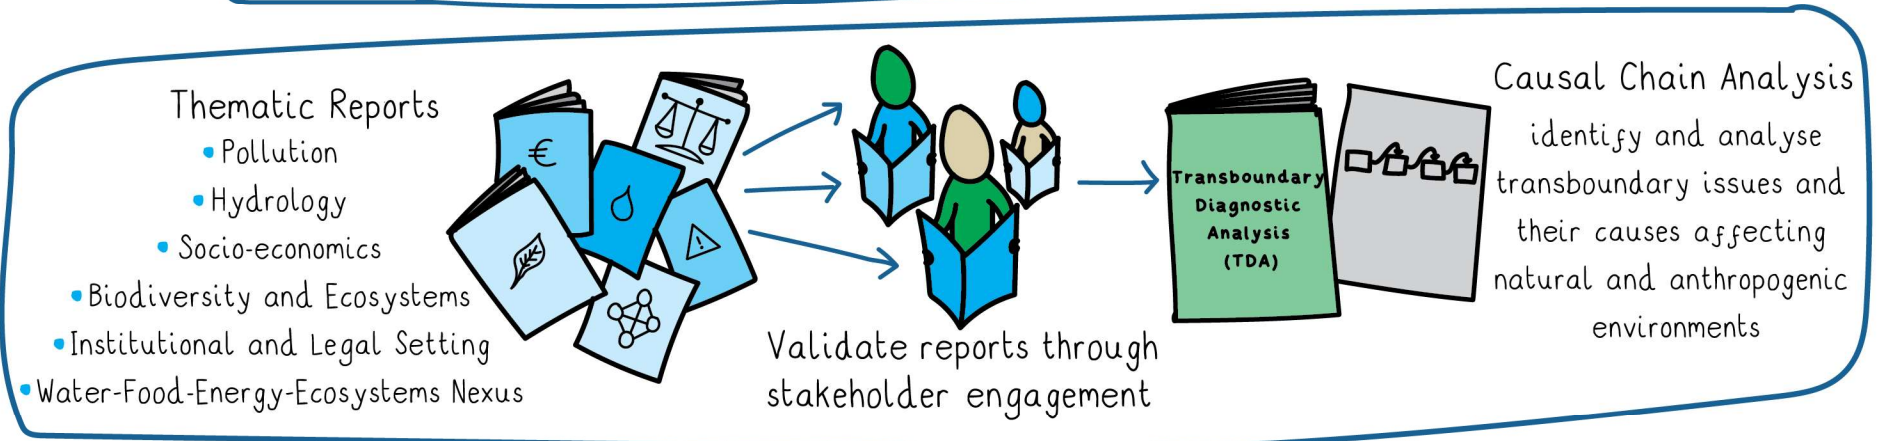 Thematic Reports
• Pollution
• Hydrology
• Socio-economics
• Biodiversity and Ecosystems
• Institutional and Legal Setting
• Water-Food-Energy-Ecosystems Nexus
€
Validate reports through
stakeholder engagement
Transboundary
Diagnostic
Analysis
(TDA)
Causal Chain Analysis
identify and analyse
transboundary issues and
their causes affecting
natural and anthropogenic
environments